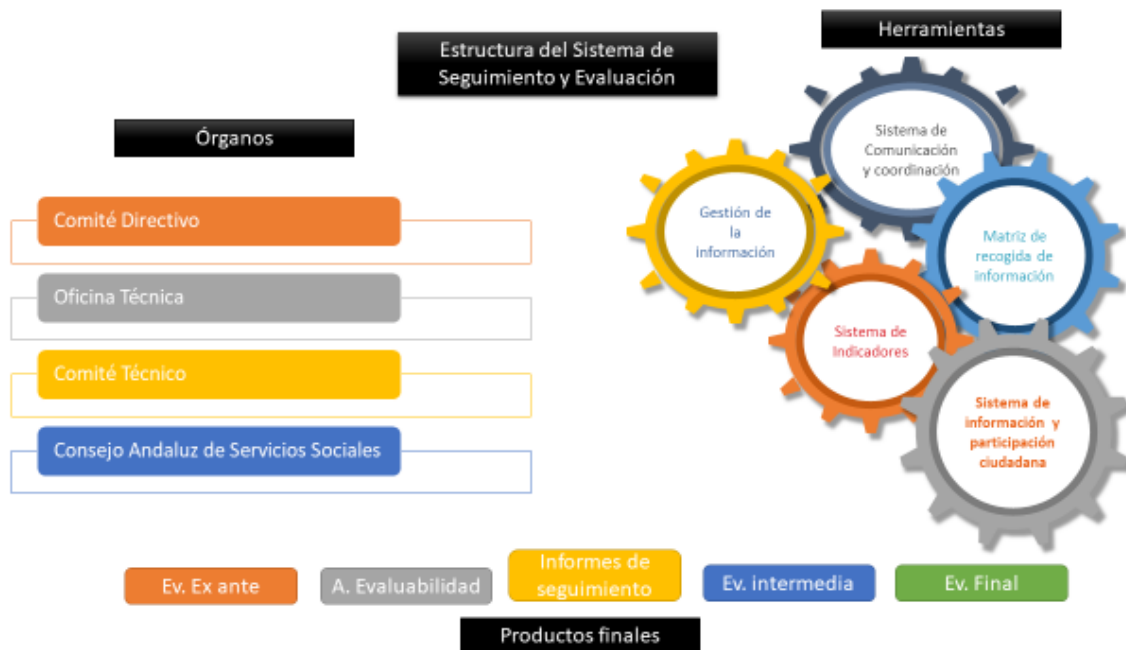 Estructura del Sistema de
Seguimiento y Evaluación
Herramientas
Órganos
Comité Directivo
Oficina Técnica
Comité Técnico
Consejo Andaluz de Servicios Sociales
Sistema de
Comunicación
y coordinación
Gestión de
la
información
Matriz de
recogida de
información
Sistema de
Indicadores
Sistema de
información y
participación
ciudadana
Ev. Ex ante
A. Evaluabilidad
Informes de
seguimiento
Ev. intermedia
Ev. Final
Productos finales